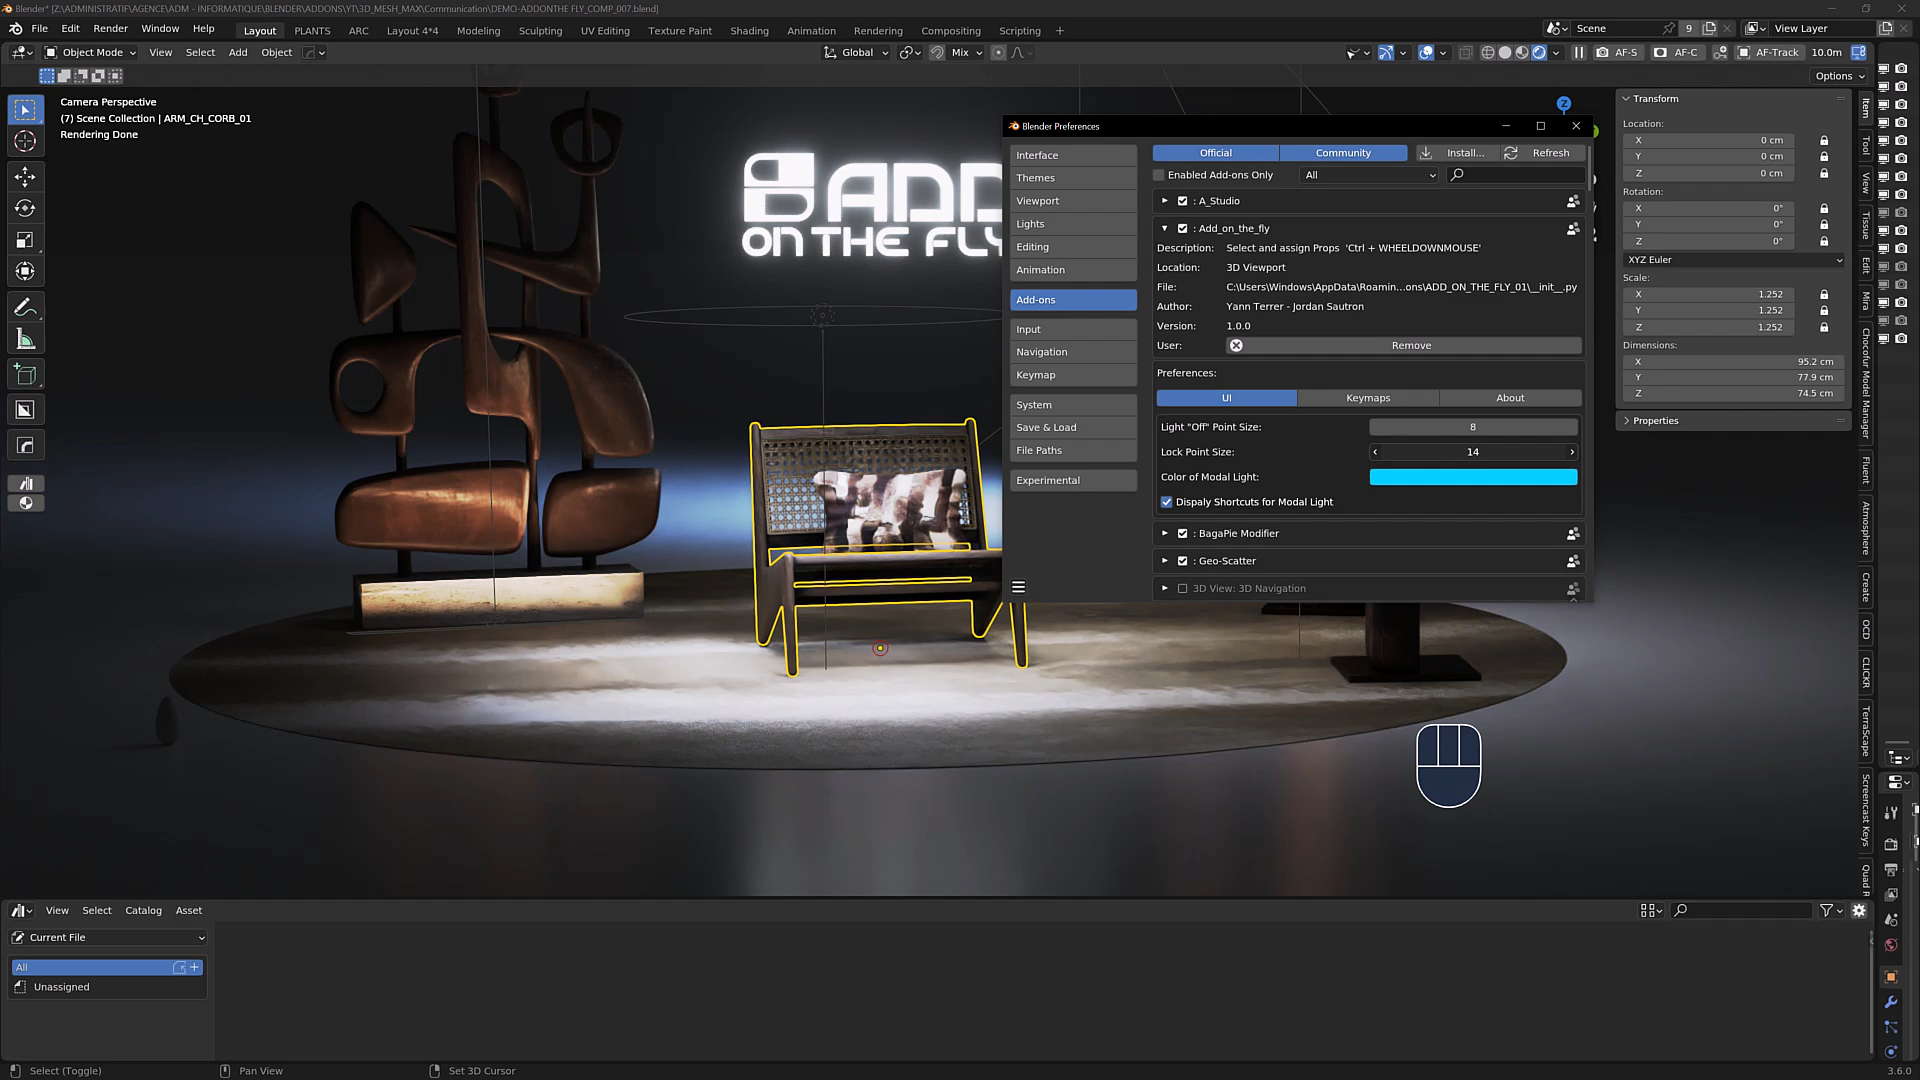 Blender* [Z:\ADMINISTRATIF\AGENCE\ADM - INFORMATIQUE\BLENDER\ADDONS\YT\3D_MESH_MAX\Communication\DEMO-ADDONTHE FLY_COMP_007.blend]
File Edit Render Window Help Layout PLANTS ARC Layout 4*4 Modeling Sculpting UV Editing Texture Paint Shading Animation Rendering Compositing Scripting + Scene 9 View Layer
Object Mode View Select Add Object Global Mix AF-S AF-C AF-Track 10.0m
Options
Camera Perspective
(7) Scene Collection | ARM_CH_CORB_01
Rendering Done
ADD
ON THE FLY
Z
Blender Preferences
Interface
Themes
Viewport
Lights
Editing
Animation
Add-ons
Input
Navigation
Keymap
System
Save & Load
File Paths
Experimental
Official Community Install... Refresh
Enabled Add-ons Only All
: A_Studio
: Add_on_the_fly
Description: Select and assign Props 'Ctrl + WHEELDOWNMOUSE'
Location: 3D Viewport
File: C:\Users\Windows\AppData\Roamin...ons\ADD_ON_THE_FLY_01\__init__.py
Author: Yann Terrer - Jordan Sautron
Version: 1.0.0
User: Remove
Preferences:
UI Keymaps About
Light "Off" Point Size: 8
Lock Point Size: 14
Color of Modal Light:
Dispaly Shortcuts for Modal Light
: BagaPie Modifier
: Geo-Scatter
3D View: 3D Navigation
Transform
Location:
X 0 cm
Y 0 cm
Z 0 cm
Rotation:
X 0°
Y 0°
Z 0°
XYZ Euler
Scale:
X 1.252
Y 1.252
Z 1.252
Dimensions:
X 95.2 cm
Y 77.9 cm
Z 74.5 cm
Properties
Item
Tool
View
Tissue
Edit
Mira
Chocofur Model Manager
Fluent
Atmosphere
Create
OCD
CLICKR
TerraScape
Screencast Keys
Quad R
View Select Catalog Asset
Current File
All +
Unassigned
Select (Toggle) Pan View Set 3D Cursor 3.6.0